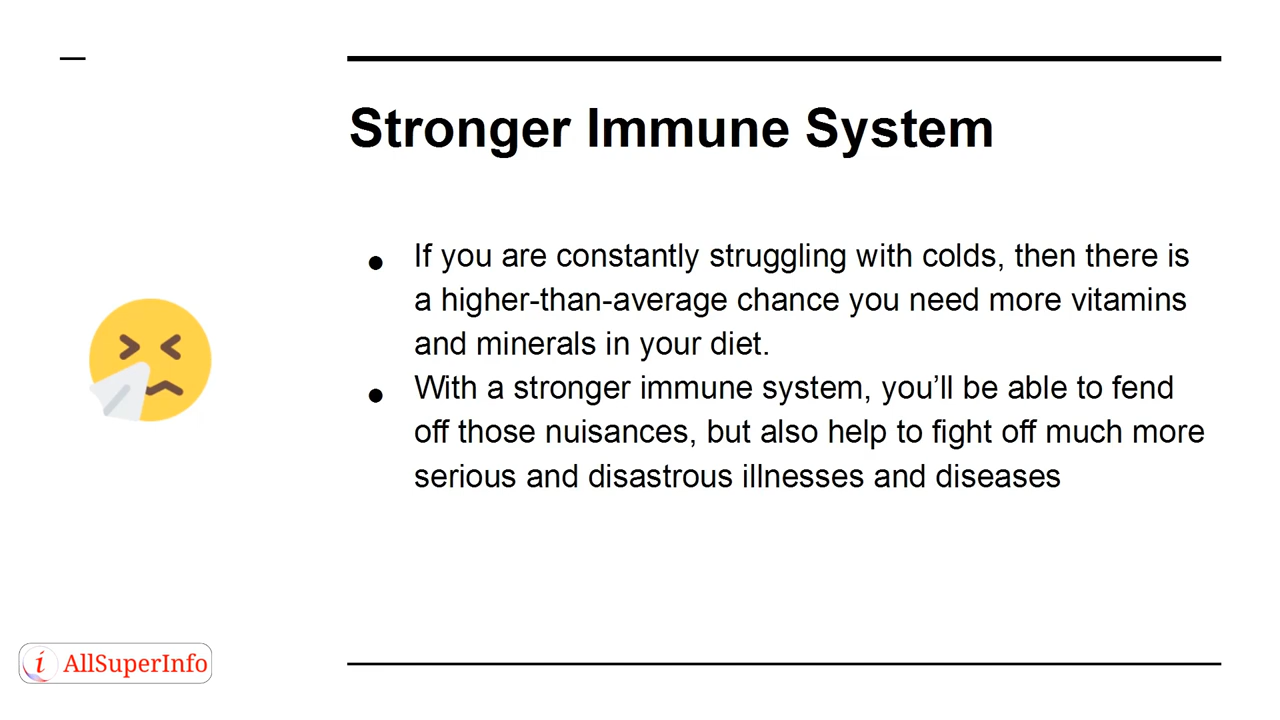 Stronger Immune System
● If you are constantly struggling with colds, then there is
a higher-than-average chance you need more vitamins
and minerals in your diet.
● With a stronger immune system, you’ll be able to fend
off those nuisances, but also help to fight off much more
serious and disastrous illnesses and diseases
i AllSuperInfo